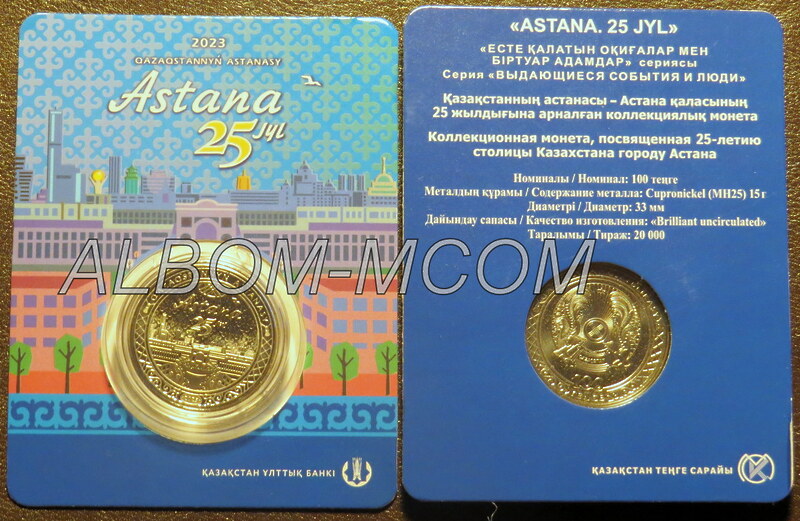 2023
QAZAQSTANNYŃ ASTANASY
Astana
25 Jyl
Astana
ҚАЗАҚСТАН ҰЛТТЫҚ БАНКІ
«ASTANA. 25 JYL»
«ЕСТЕ ҚАЛАТЫН ОҚИҒАЛАР МЕН
БІРТУАР АДАМДАР» сериясы
Серия «ВЫДАЮЩИЕСЯ СОБЫТИЯ И ЛЮДИ»
Қазақстанның астанасы – Астана қаласының
25 жылдығына арналған коллекциялық монета
Коллекционная монета, посвященная 25-летию
столицы Казахстана городу Астана
Номиналы / Номинал: 100 теңге
Металдың құрамы / Содержание металла: Cupronickel (МН25) 15 г
Диаметрі / Диаметр: 33 мм
Дайындау сапасы / Качество изготовления: «Brilliant uncirculated»
Таралымы / Тираж: 20 000
100
ҚАЗАҚСТАН ТЕҢГЕ САРАЙЫ
ALBOM-MCOM